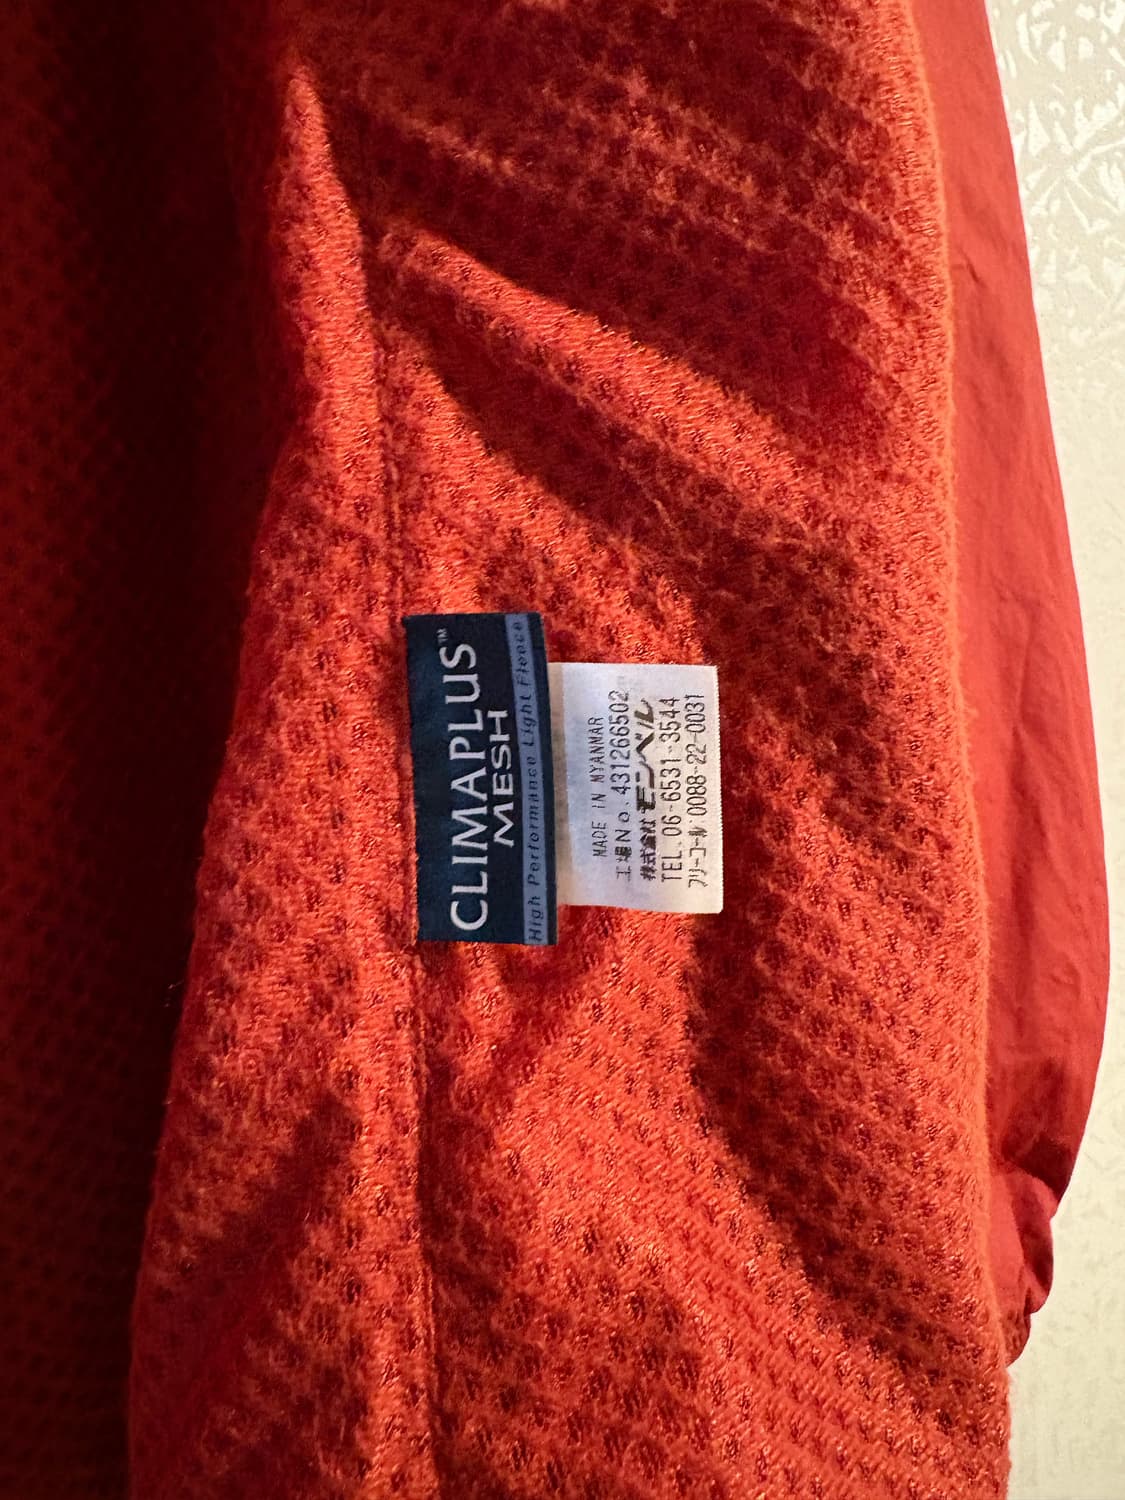 CLIMAPLUS™
MESH
High Performance Light Fleece
MADE IN MYANMAR
工場No.431266502
株式会社モンベル
TEL.06-6531-3544
フリーコール0088-22-0031